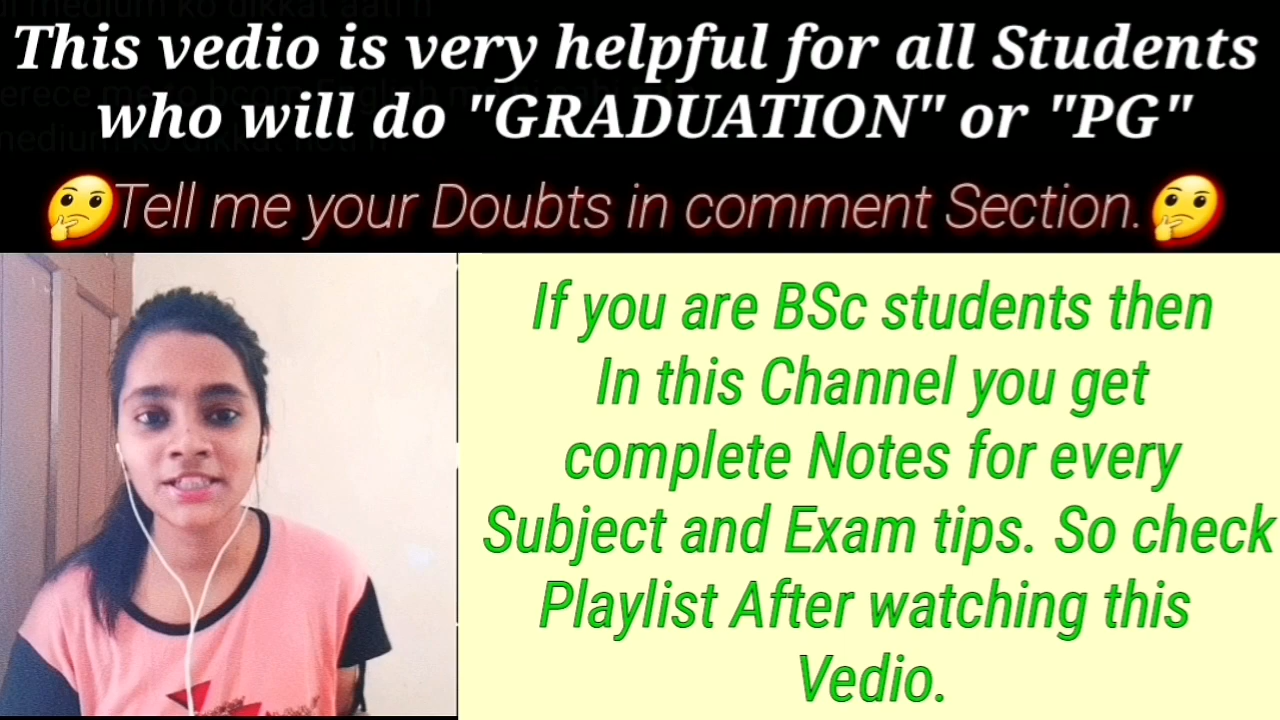 This vedio is very helpful for all Students
who will do "GRADUATION" or "PG"
🤔Tell me your Doubts in comment Section.🤔
If you are BSc students then
In this Channel you get
complete Notes for every
Subject and Exam tips. So check
Playlist After watching this
Vedio.